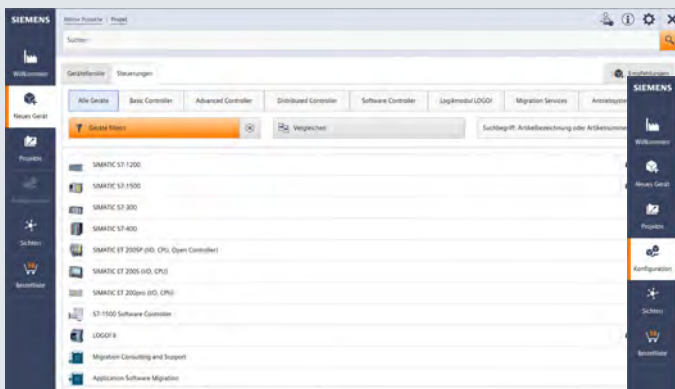 SIEMENS
Meine Projekte | Projekt
Suchen
Willkommen
Gerätefamilie Steuerungen
Empfehlungen
Neues Gerät
Alle Geräte Basic Controller Advanced Controller Distributed Controller Software Controller Logikmodul LOGO! Migration Services Antriebssysteme
Geräte filtern Vergleichen Suchbegriff: Artikelbezeichnung oder Artikelnummer
Projekte
SIMATIC S7-1200
SIMATIC S7-1500
SIMATIC S7-300
Sichten
SIMATIC S7-400
SIMATIC ET 200SP (I/O, CPU, Open Controller)
Bestellliste
SIMATIC ET 200S (I/O, CPU)
SIMATIC ET 200pro (I/O, CPU)
S7-1500 Software Controller
LOGO! 8
Migration Consulting and Support
Application Software Migration
SIEMENS
Willkommen
Neues Gerät
Projekte
Konfiguration
Sichten
Bestellliste